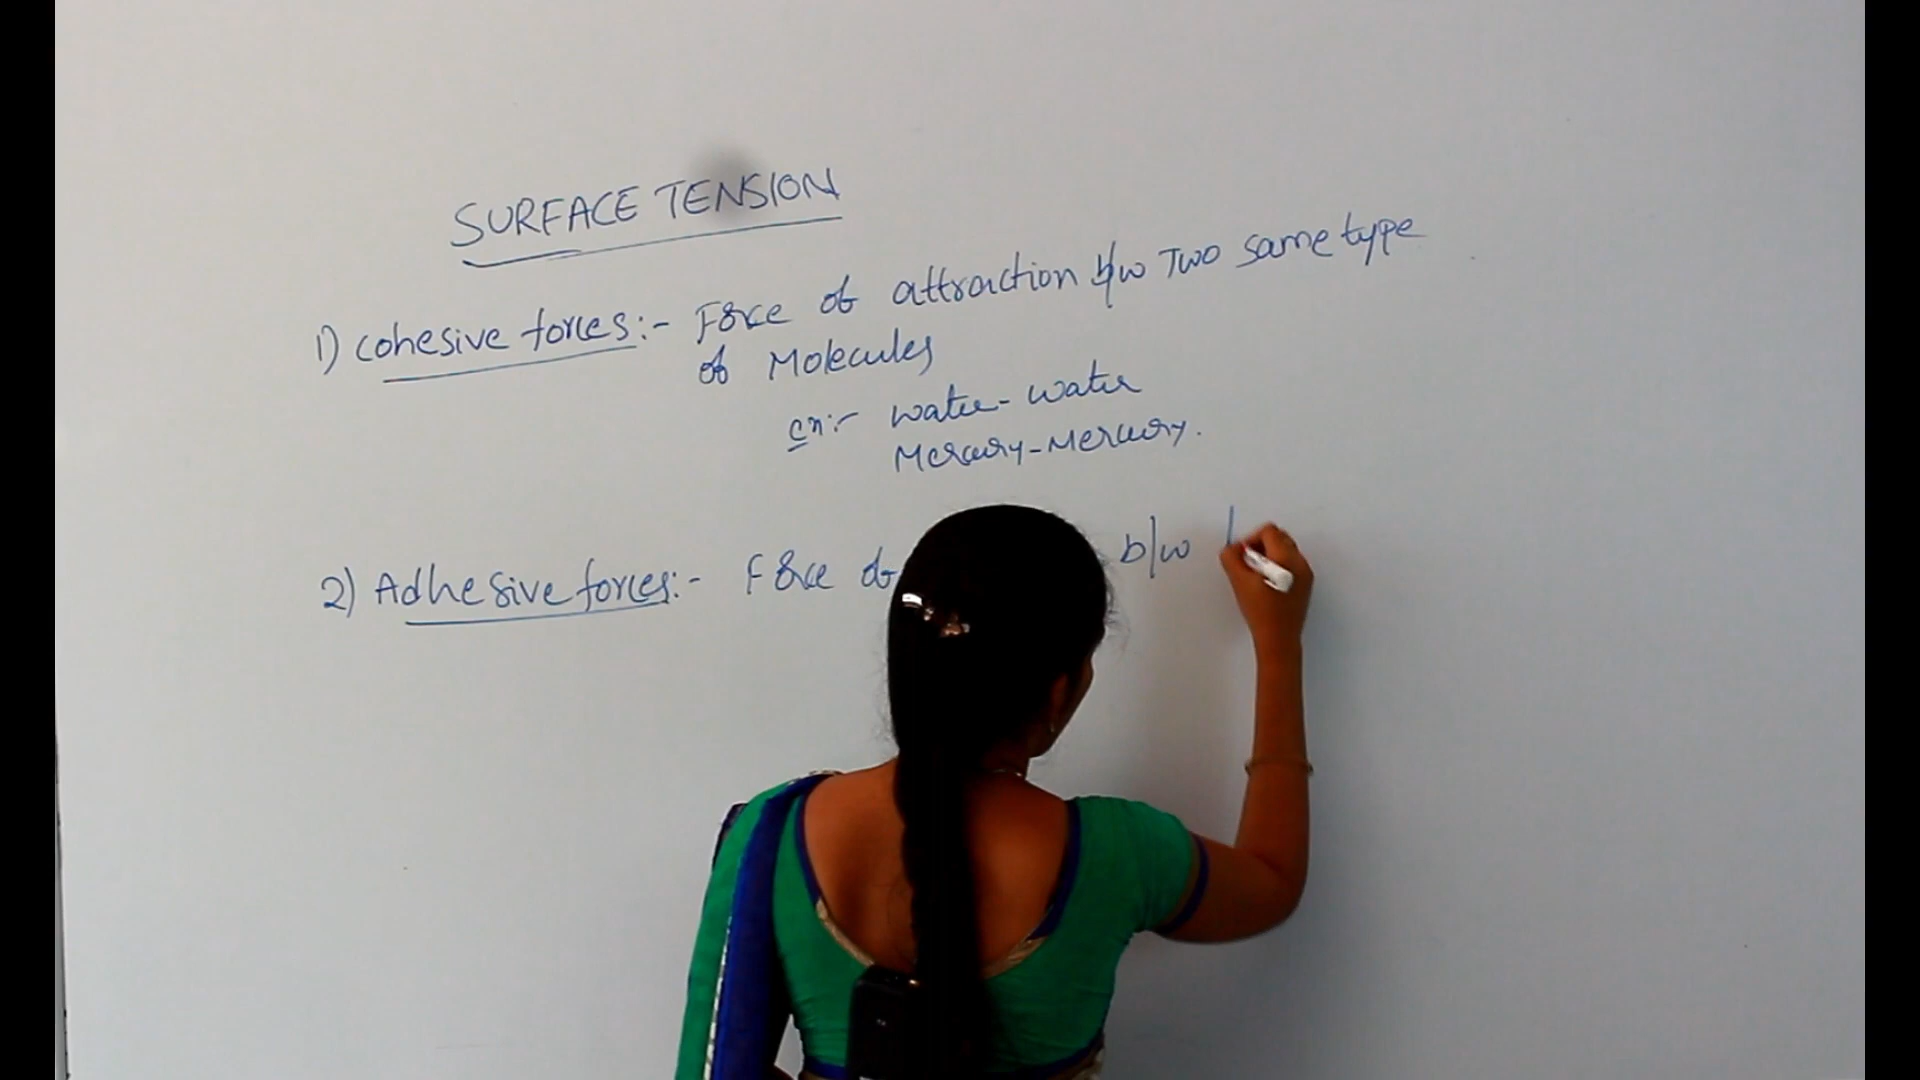 SURFACE TENSION
1) Cohesive forces:- Force of attraction b/w Two same type
of Molecules
ex:- water-water
Mercury-Mercury.
2) Adhesive forces:- Force of b/w